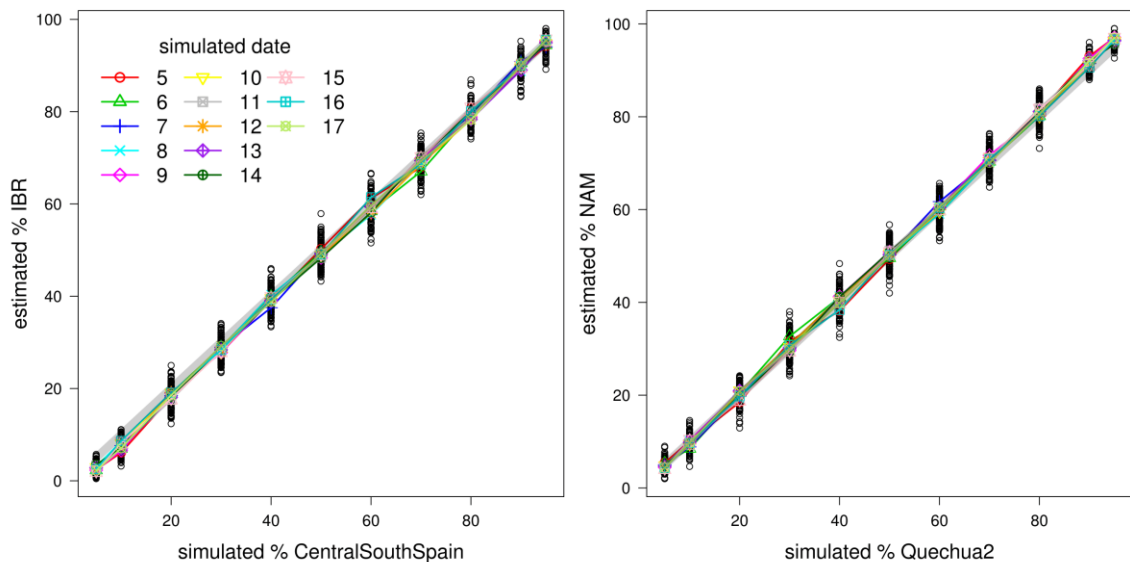 simulated date
5 10 15
6 11 16
7 12 17
8 13
9 14
estimated % IBR
100
80
60
40
20
0
20 40 60 80
simulated % CentralSouthSpain
estimated % NAM
100
80
60
40
20
0
20 40 60 80
simulated % Quechua2